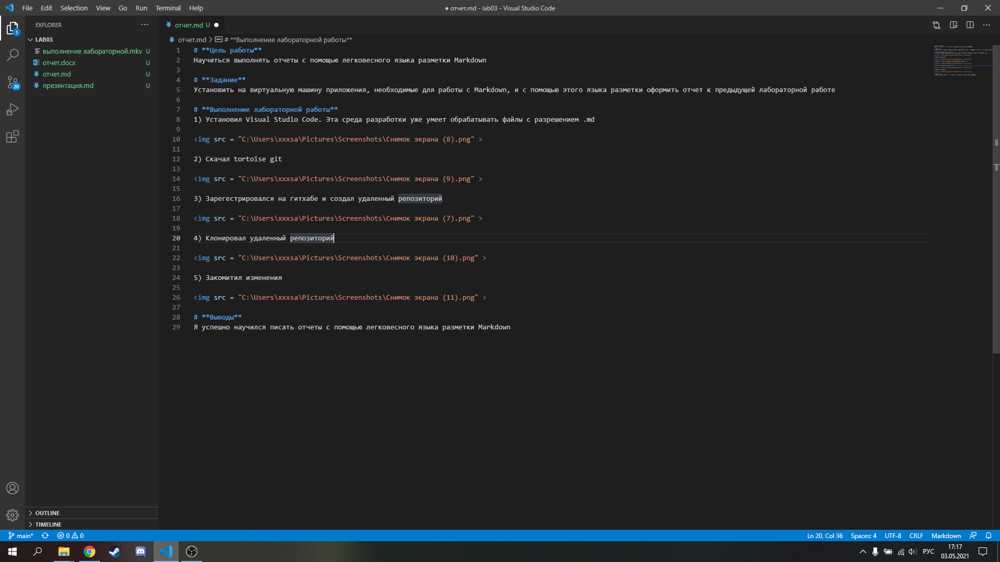 File Edit Selection View Go Run Terminal Help
● отчет.md - lab03 - Visual Studio Code
EXPLORER
LAB03
выполнение лабораторной.mkv U
отчет.docx U
отчет.md U
презентация.md U
OUTLINE
TIMELINE
1
20
отчет.md U
отчет.md > # **Выполнение лабораторной работы**
1 # **Цель работы**
2 Научиться выполнять отчеты с помощью легковесного языка разметки Markdown
3
4 # **Задание**
5 Установить на виртуальную машину приложения, необходимые для работы с Markdown, и с помощью этого языка разметки оформить отчет к предыдущей лабораторной работе
6
7 # **Выполнение лабораторной работы**
8 1) Установил Visual Studio Code. Эта среда разработки уже умеет обрабатывать файлы с разрешением .md
9
10 <img src = "C:\Users\xxxsa\Pictures\Screenshots\Снимок экрана (8).png" >
11
12 2) Скачал tortoise git
13
14 <img src = "C:\Users\xxxsa\Pictures\Screenshots\Снимок экрана (9).png" >
15
16 3) Зарегестрировался на гитхабе и создал удаленный репозиторий
17
18 <img src = "C:\Users\xxxsa\Pictures\Screenshots\Снимок экрана (7).png" >
19
20 4) Клонировал удаленный репозиторий
21
22 <img src = "C:\Users\xxxsa\Pictures\Screenshots\Снимок экрана (10).png" >
23
24 5) Закомитил изменения
25
26 <img src = "C:\Users\xxxsa\Pictures\Screenshots\Снимок экрана (11).png" >
27
28 # **Выводы**
29 Я успешно научился писать отчеты с помощью легковесного языка разметки Markdown
main* 0 0
Ln 20, Col 36 Spaces: 4 UTF-8 CRLF Markdown
РУС
17:17
03.05.2021